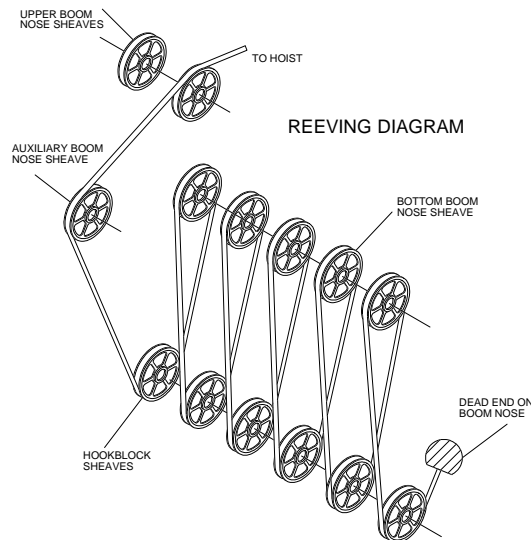 UPPER BOOM
NOSE SHEAVES
TO HOIST
REEVING DIAGRAM
AUXILIARY BOOM
NOSE SHEAVE
BOTTOM BOOM
NOSE SHEAVE
DEAD END ON
BOOM NOSE
HOOKBLOCK
SHEAVES